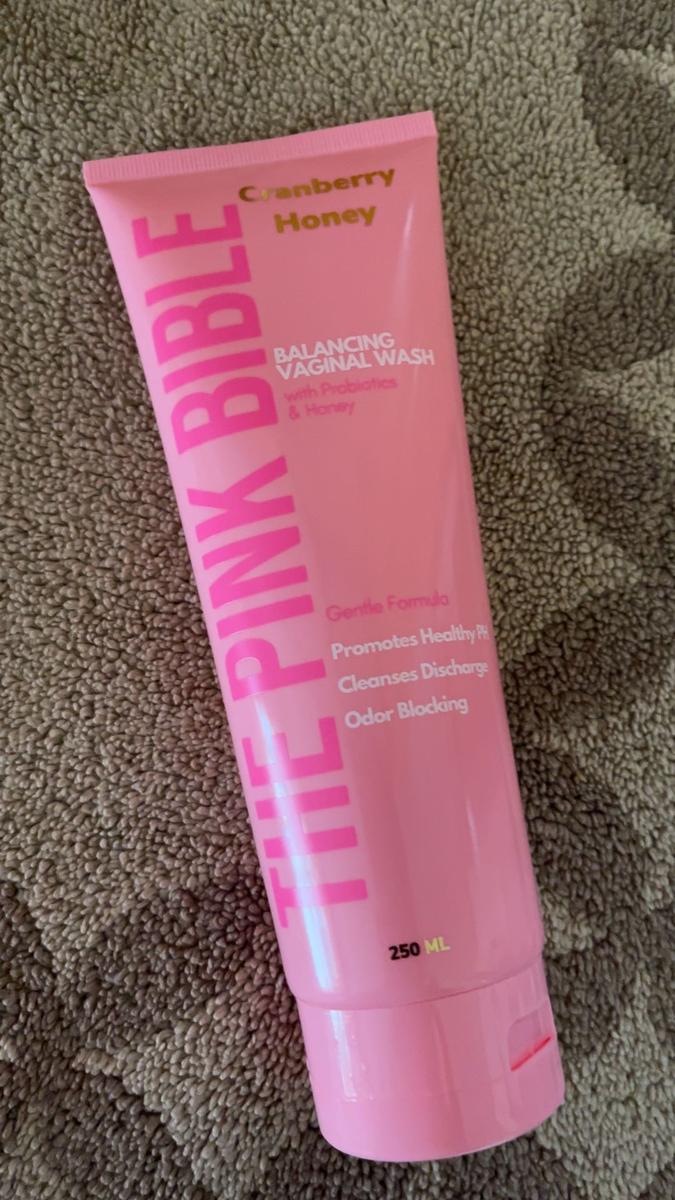 Cranberry
Honey
THE PINK BIBLE
BALANCING
VAGINAL WASH
with Probiotics
& Honey
Gentle Formula
Promotes Healthy PH
Cleanses Discharge
Odor Blocking
250 ML